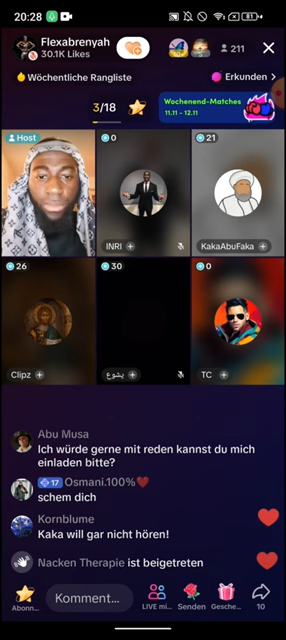 20:28
81
Flexabrenyah
30.1K Likes
211
Wöchentliche Rangliste
Erkunden >
3/18
Wochenend-Matches
11.11 - 12.11
Host
0
21
INRI +
KakaAbuFaka +
26
30
0
Clipz +
يشوع +
TC +
Abu Musa
Ich würde gerne mit reden kannst du mich
einladen bitte?
17 Osmani.100%❤️
schem dich
Kornblume
Kaka will gar nicht hören!
Nacken Therapie ist beigetreten
Komment...
Abonn...
LIVE mi...
Senden
Gesche...
10